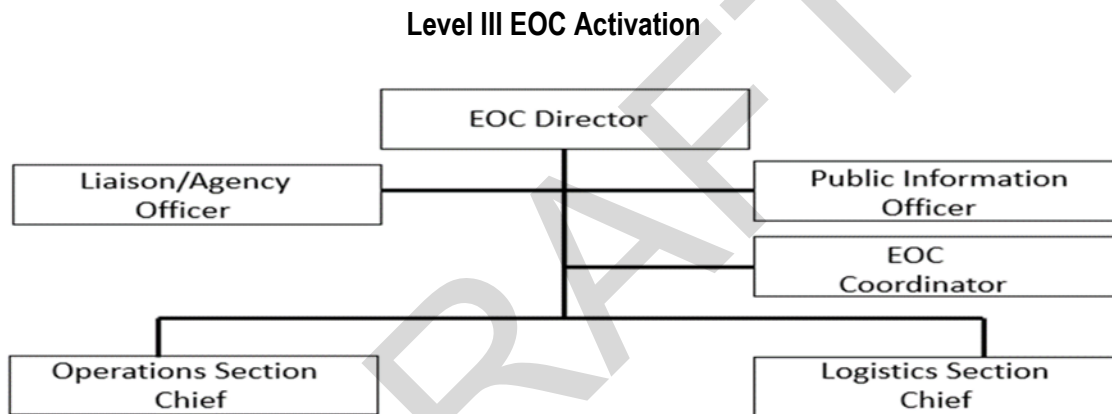 Level III EOC Activation
EOC Director
Liaison/Agency
Officer
Public Information
Officer
EOC
Coordinator
Operations Section
Chief
Logistics Section
Chief
RAFT